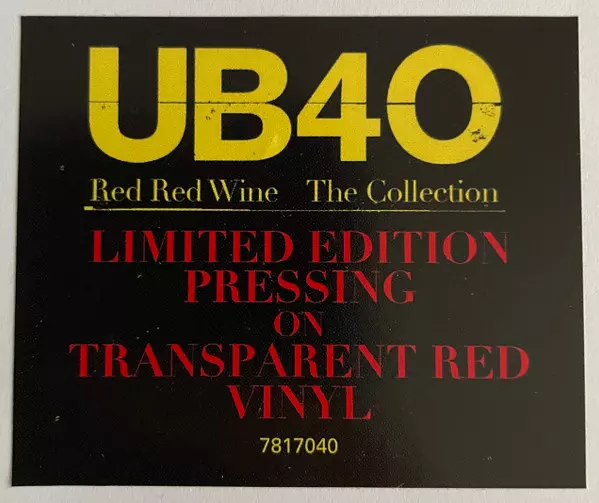 UB40
Red Red Wine The Collection
LIMITED EDITION
PRESSING
ON
TRANSPARENT RED
VINYL
7817040